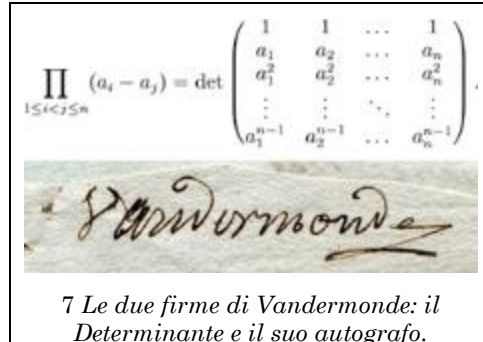 ∏_{1≤i<j≤n} (a_i − a_j) = det
1 1 … 1
a_1 a_2 … a_n
a_1^2 a_2^2 … a_n^2
⋮ ⋮ ⋱ ⋮
a_1^{n−1} a_2^{n−1} … a_n^{n−1} .
Vandermonde
7 Le due firme di Vandermonde: il
Determinante e il suo autografo.